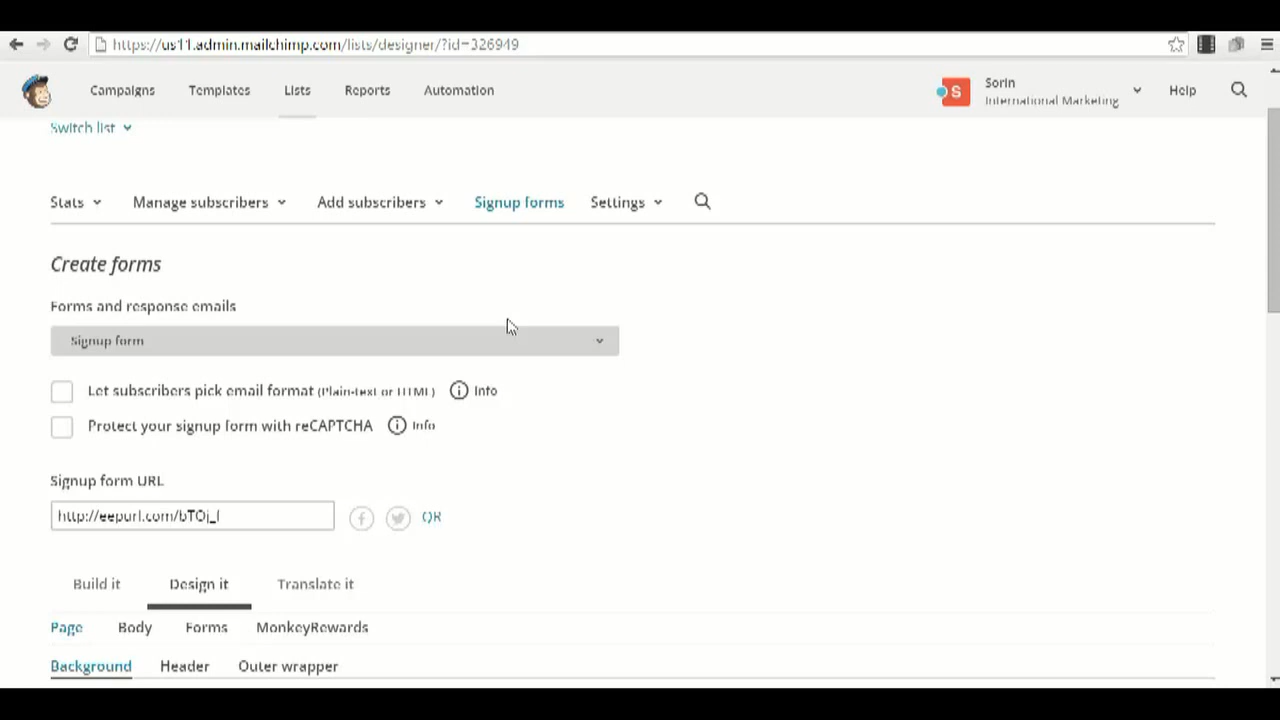 https://us11.admin.mailchimp.com/lists/designer/?id=326949
Campaigns Templates Lists Reports Automation
S Sorin Help
International Marketing
Switch list
Stats Manage subscribers Add subscribers Signup forms Settings
Create forms
Forms and response emails
Signup form
Let subscribers pick email format (Plain-text or HTML) Info
Protect your signup form with reCAPTCHA Info
Signup form URL
QR
Build it Design it Translate it
Page Body Forms MonkeyRewards
Background Header Outer wrapper